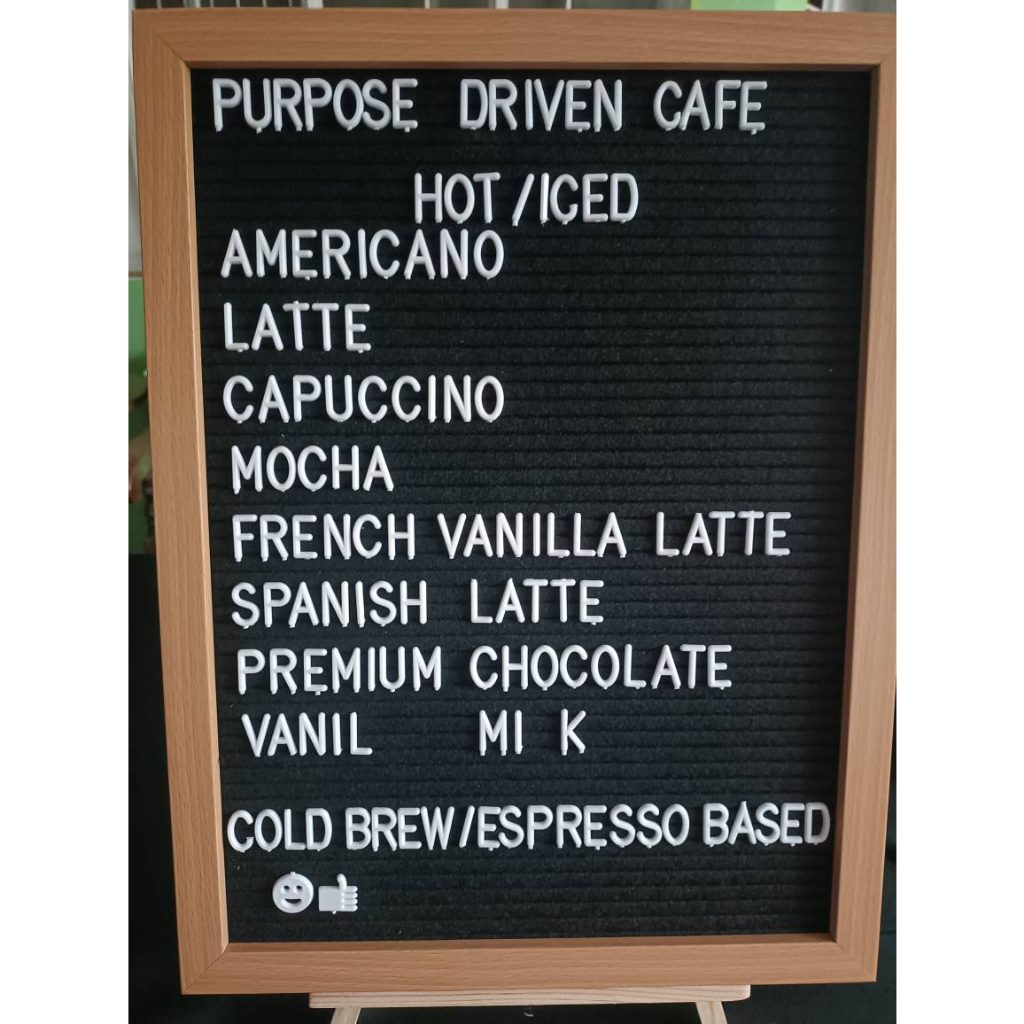 PURPOSE DRIVEN CAFE
HOT/ICED
AMERICANO
LATTE
CAPUCCINO
MOCHA
FRENCH VANILLA LATTE
SPANISH LATTE
PREMIUM CHOCOLATE
VANIL MI K
COLD BREW/ESPRESSO BASED